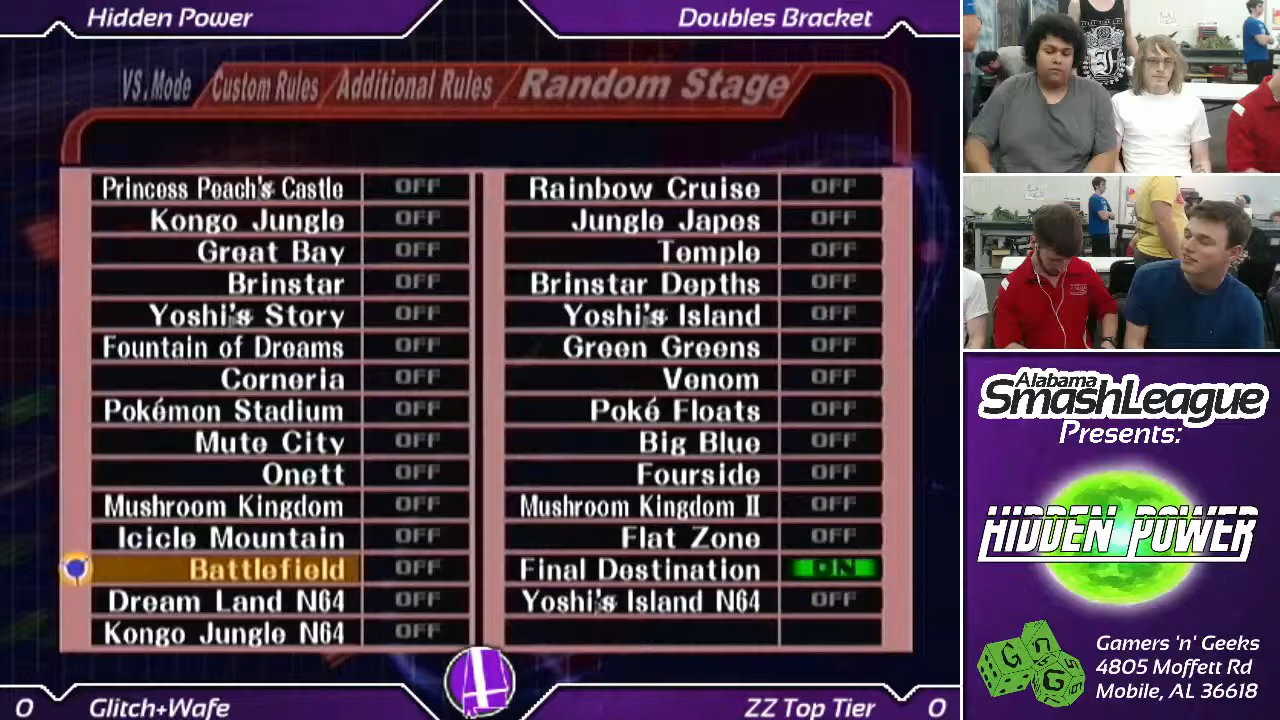 Hidden Power
Doubles Bracket
VS. Mode Custom Rules Additional Rules Random Stage
Princess Peach's Castle OFF Rainbow Cruise OFF
Kongo Jungle OFF Jungle Japes OFF
Great Bay OFF Temple OFF
Brinstar OFF Brinstar Depths OFF
Yoshi's Story OFF Yoshi's Island OFF
Fountain of Dreams OFF Green Greens OFF
Corneria OFF Venom OFF
Pokémon Stadium OFF Poké Floats OFF
Mute City OFF Big Blue OFF
Onett OFF Fourside OFF
Mushroom Kingdom OFF Mushroom Kingdom II OFF
Icicle Mountain OFF Flat Zone OFF
Battlefield OFF Final Destination ON
Dream Land N64 OFF Yoshi's Island N64 OFF
Kongo Jungle N64 OFF
0 Glitch+Wafe
ZZ Top Tier 0
Alabama
SmashLeague
Presents:
HIDDEN POWER
G G G
Gamers 'n' Geeks
4805 Moffett Rd
Mobile, AL 36618